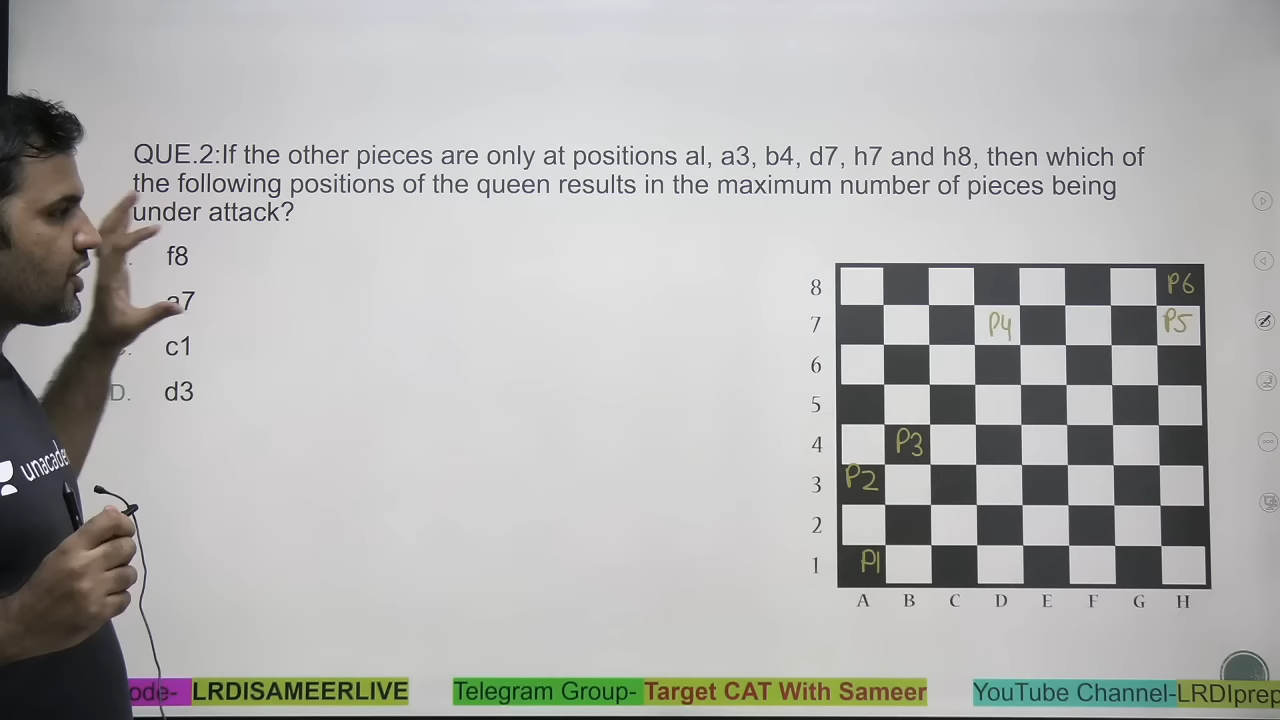 QUE.2:If the other pieces are only at positions al, a3, b4, d7, h7 and h8, then which of
the following positions of the queen results in the maximum number of pieces being
under attack?
f8
a7
c1
D. d3
8 P6
7 P4 P5
6
5
4 P3
3 P2
2
1 P1
A B C D E F G H
unacade
ode- LRDISAMEERLIVE
Telegram Group- Target CAT With Sameer
YouTube Channel-LRDIprep